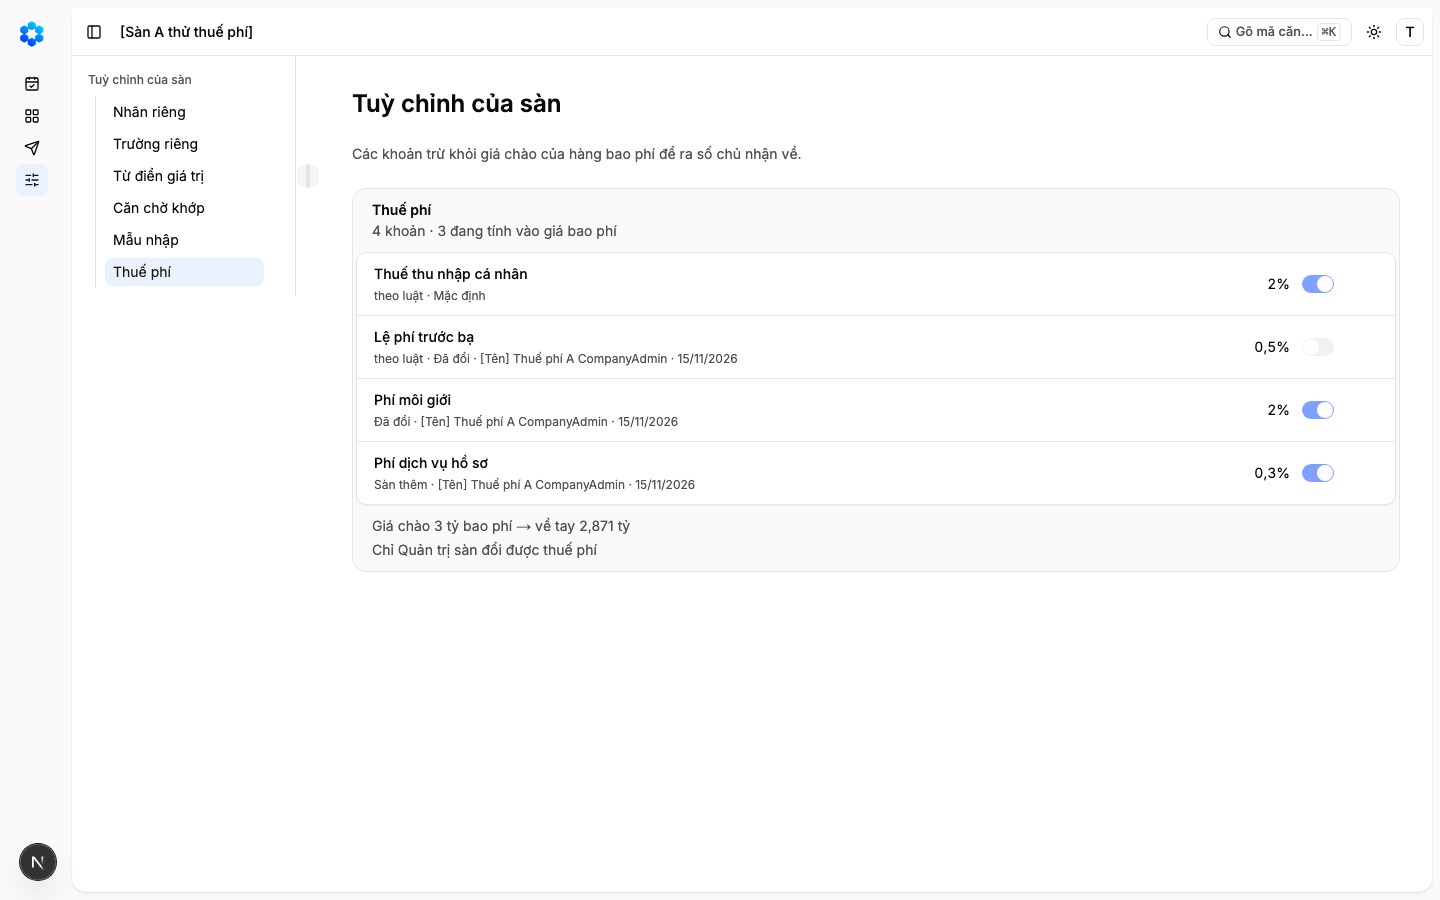 [Sàn A thử thuế phí]
Gõ mã căn... ⌘K
T
Tuỳ chỉnh của sàn
Nhãn riêng
Trường riêng
Từ điển giá trị
Căn chờ khớp
Mẫu nhập
Thuế phí
Tuỳ chỉnh của sàn
Các khoản trừ khỏi giá chào của hàng bao phí để ra số chủ nhận về.
Thuế phí
4 khoản · 3 đang tính vào giá bao phí
Thuế thu nhập cá nhân
theo luật · Mặc định
2%
Lệ phí trước bạ
theo luật · Đã đổi · [Tên] Thuế phí A CompanyAdmin · 15/11/2026
0,5%
Phí môi giới
Đã đổi · [Tên] Thuế phí A CompanyAdmin · 15/11/2026
2%
Phí dịch vụ hồ sơ
Sàn thêm · [Tên] Thuế phí A CompanyAdmin · 15/11/2026
0,3%
Giá chào 3 tỷ bao phí → về tay 2,871 tỷ
Chỉ Quản trị sàn đổi được thuế phí
N